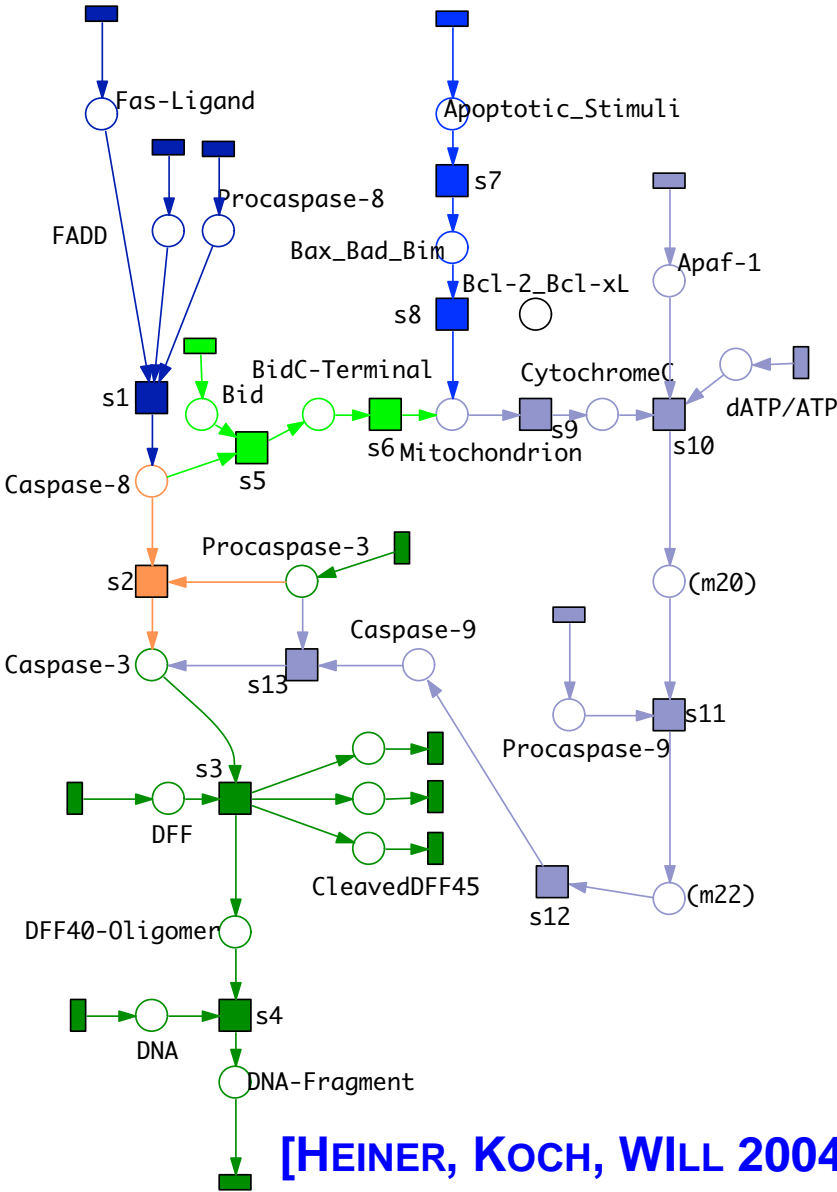 Fas-Ligand
Apoptotic_Stimuli
s7
Procaspase-8
FADD
Bax_Bad_Bim
Apaf-1
Bcl-2_Bcl-xL
s8
BidC-Terminal
CytochromeC
s1
Bid
dATP/ATP
s9
s6
Mitochondrion
s10
s5
Caspase-8
Procaspase-3
s2
(m20)
Caspase-9
Caspase-3
s13
s11
Procaspase-9
s3
DFF
CleavedDFF45
(m22)
s12
DFF40-Oligomer
s4
DNA
DNA-Fragment
[HEINER, KOCH, WILL 2004